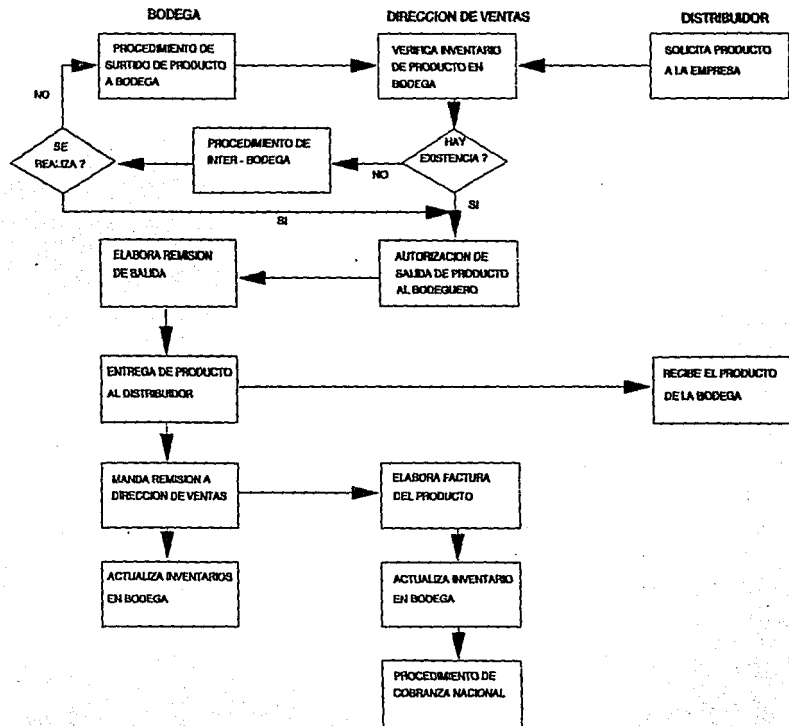 BODEGA
DIRECCION DE VENTAS
DISTRIBUIDOR
PROCEDIMIENTO DE
SURTIDO DE PRODUCTO
A BODEGA
VERIFICA INVENTARIO
DE PRODUCTO EN
BODEGA
SOLICITA PRODUCTO
A LA EMPRESA
NO
SE
REALIZA ?
PROCEDIMIENTO DE
INTER - BODEGA
NO
HAY
EXISTENCIA ?
SI
SI
ELABORA REMISION
DE SALIDA
AUTORIZACION DE
SALIDA DE PRODUCTO
AL BODEGUERO
ENTREGA DE PRODUCTO
AL DISTRIBUIDOR
RECIBE EL PRODUCTO
DE LA BODEGA
MANDA REMISION A
DIRECCION DE VENTAS
ELABORA FACTURA
DEL PRODUCTO
ACTUALIZA INVENTARIOS
EN BODEGA
ACTUALIZA INVENTARIO
EN BODEGA
PROCEDIMIENTO DE
COBRANZA NACIONAL